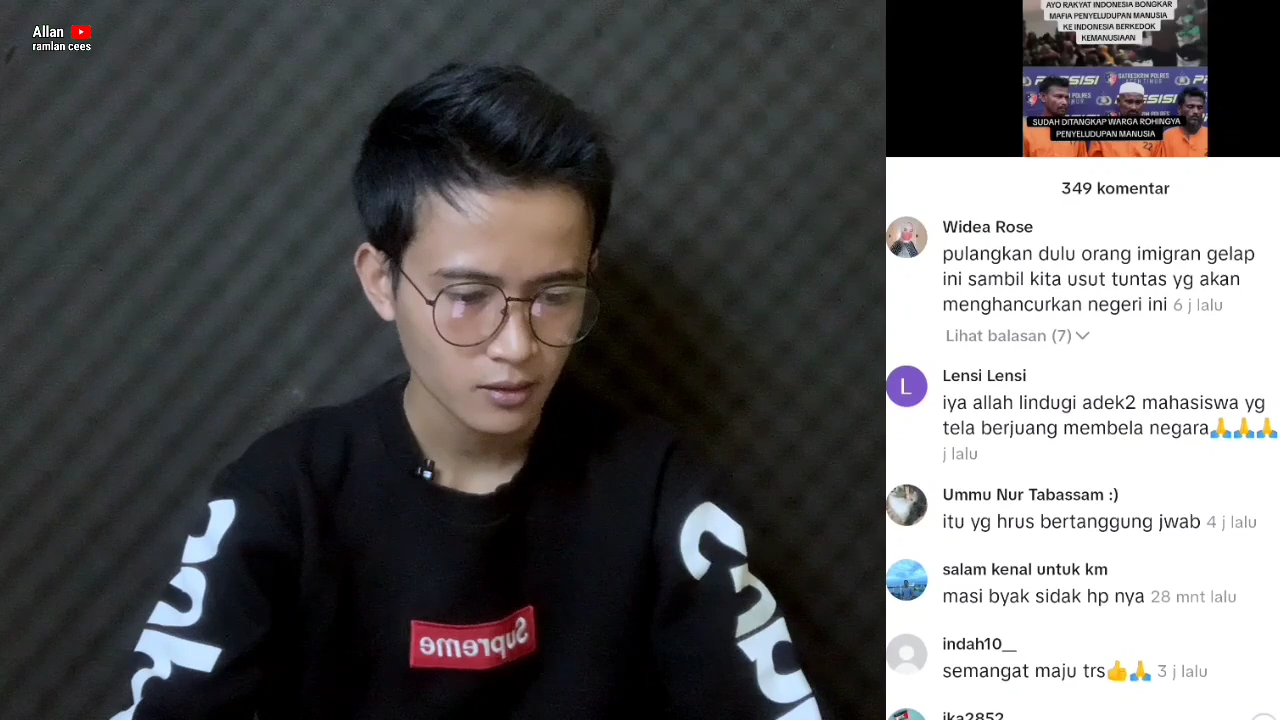 Allan
ramlan cees
AYO RAKYAT INDONESIA BONGKAR
MAFIA PENYELUDUPAN MANUSIA
KE INDONESIA BERKEDOK
KEMANUSIAAN
SATRESKRIM POLRES
SUDAH DITANGKAP WARGA ROHINGYA
PENYELUDUPAN MANUSIA
22
349 komentar
Widea Rose
pulangkan dulu orang imigran gelap
ini sambil kita usut tuntas yg akan
menghancurkan negeri ini 6 j lalu
Lihat balasan (7)
L
Lensi Lensi
iya allah lindugi adek2 mahasiswa yg
tela berjuang membela negara🙏🙏🙏
j lalu
Ummu Nur Tabassam :)
itu yg hrus bertanggung jwab 4 j lalu
salam kenal untuk km
masi byak sidak hp nya 28 mnt lalu
indah10__
semangat maju trs👍🙏 3 j lalu
ika2852
Supreme